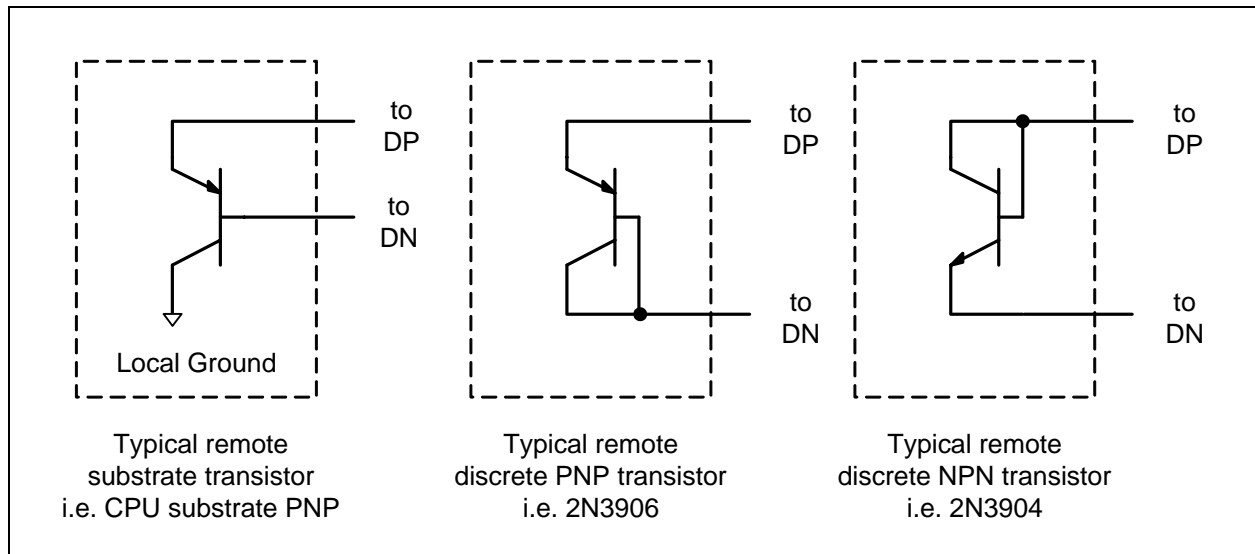 to
DP
to
DN
Local Ground
Typical remote
substrate transistor
i.e. CPU substrate PNP
to
DP
to
DN
Typical remote
discrete PNP transistor
i.e. 2N3906
to
DP
to
DN
Typical remote
discrete NPN transistor
i.e. 2N3904